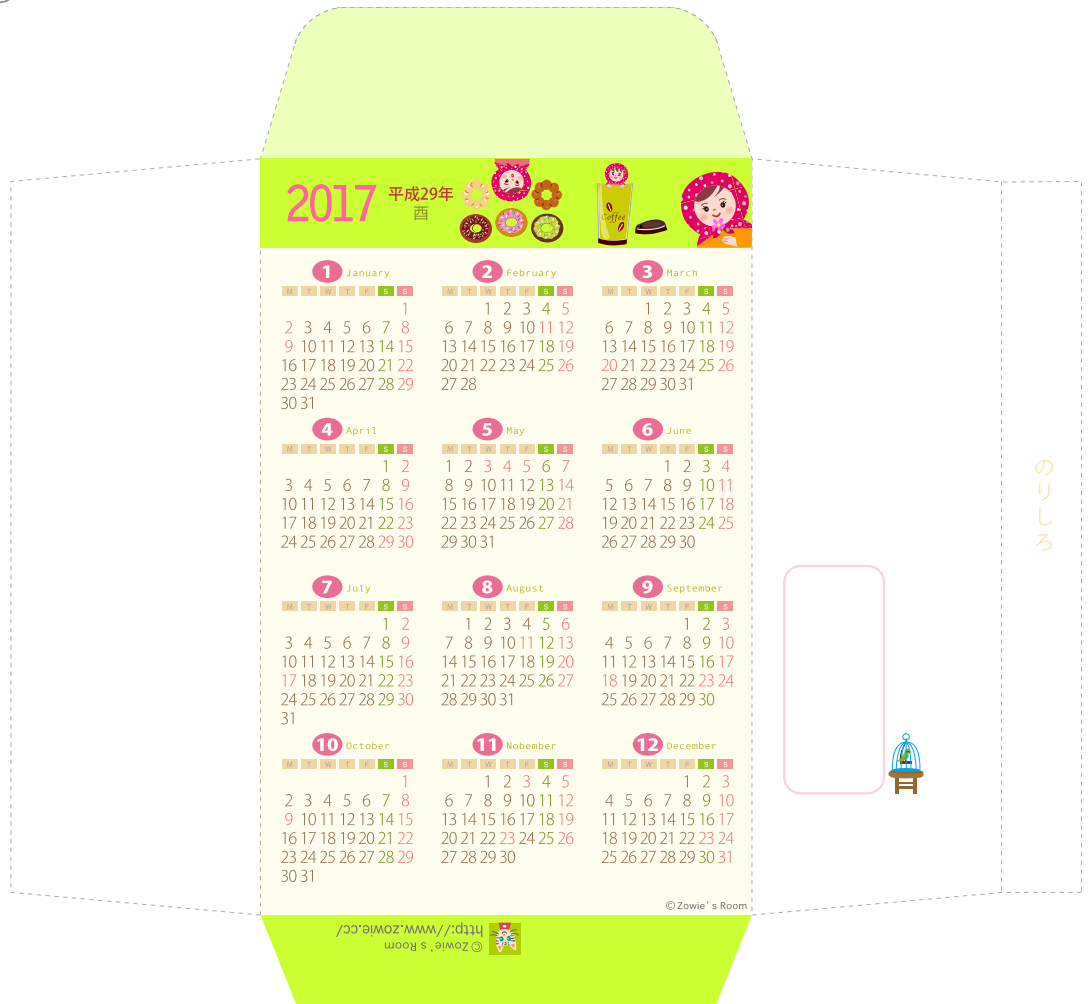 2017 平成29年
酉
Coffee
1 January
M T W T F S S
1
2 3 4 5 6 7 8
9 10 11 12 13 14 15
16 17 18 19 20 21 22
23 24 25 26 27 28 29
30 31
2 February
M T W T F S S
1 2 3 4 5
6 7 8 9 10 11 12
13 14 15 16 17 18 19
20 21 22 23 24 25 26
27 28
3 March
M T W T F S S
1 2 3 4 5
6 7 8 9 10 11 12
13 14 15 16 17 18 19
20 21 22 23 24 25 26
27 28 29 30 31
4 April
M T W T F S S
1 2
3 4 5 6 7 8 9
10 11 12 13 14 15 16
17 18 19 20 21 22 23
24 25 26 27 28 29 30
5 May
M T W T F S S
1 2 3 4 5 6 7
8 9 10 11 12 13 14
15 16 17 18 19 20 21
22 23 24 25 26 27 28
29 30 31
6 June
M T W T F S S
1 2 3 4
5 6 7 8 9 10 11
12 13 14 15 16 17 18
19 20 21 22 23 24 25
26 27 28 29 30
7 July
M T W T F S S
1 2
3 4 5 6 7 8 9
10 11 12 13 14 15 16
17 18 19 20 21 22 23
24 25 26 27 28 29 30
31
8 August
M T W T F S S
1 2 3 4 5 6
7 8 9 10 11 12 13
14 15 16 17 18 19 20
21 22 23 24 25 26 27
28 29 30 31
9 September
M T W T F S S
1 2 3
4 5 6 7 8 9 10
11 12 13 14 15 16 17
18 19 20 21 22 23 24
25 26 27 28 29 30
10 October
M T W T F S S
1
2 3 4 5 6 7 8
9 10 11 12 13 14 15
16 17 18 19 20 21 22
23 24 25 26 27 28 29
30 31
11 Nobember
M T W T F S S
1 2 3 4 5
6 7 8 9 10 11 12
13 14 15 16 17 18 19
20 21 22 23 24 25 26
27 28 29 30
12 December
M T W T F S S
1 2 3
4 5 6 7 8 9 10
11 12 13 14 15 16 17
18 19 20 21 22 23 24
25 26 27 28 29 30 31
©Zowie's Room
©Zowie's Room
http://www.zowie.cc/
のりしろ